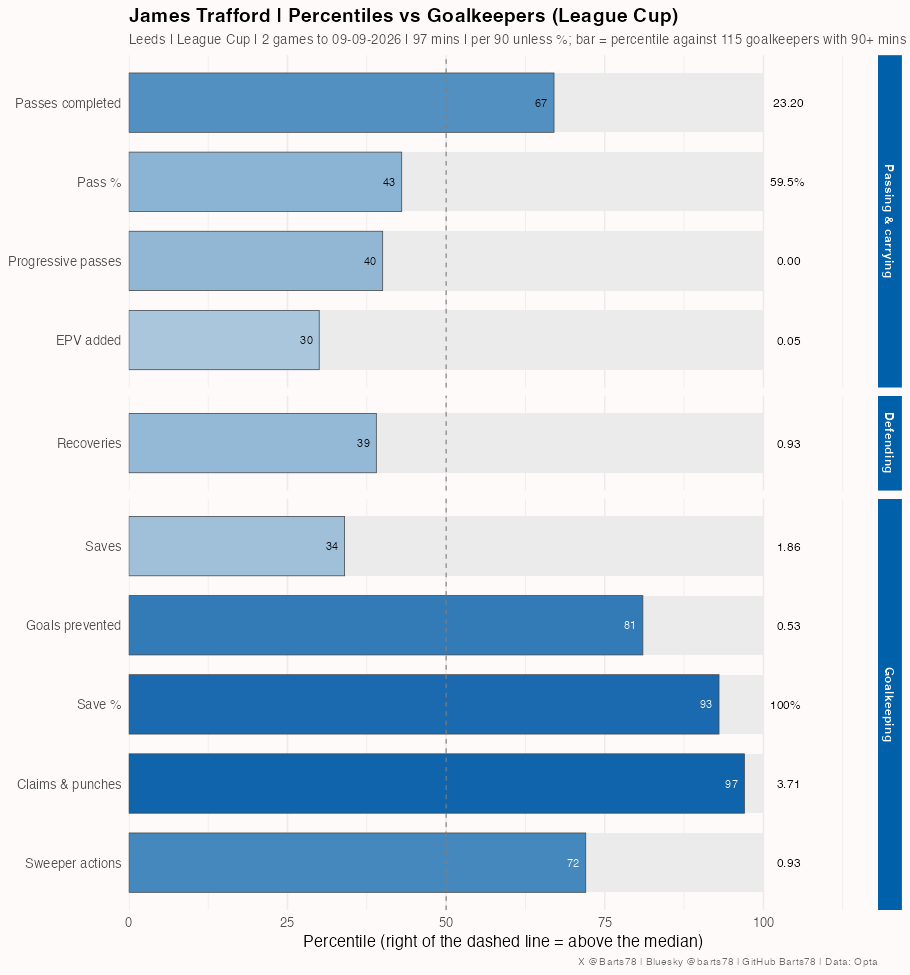 James Trafford | Percentiles vs Goalkeepers (League Cup)
Leeds | League Cup | 2 games to 09-09-2026 | 97 mins | per 90 unless %; bar = percentile against 115 goalkeepers with 90+ mins
Passes completed 67 23.20
Pass % 43 59.5%
Progressive passes 40 0.00
EPV added 30 0.05
Passing & carrying
Recoveries 39 0.93
Defending
Saves 34 1.86
Goals prevented 81 0.53
Save % 93 100%
Claims & punches 97 3.71
Sweeper actions 72 0.93
Goalkeeping
0 25 50 75 100
Percentile (right of the dashed line = above the median)
X @Barts78 | Bluesky @barts78 | GitHub Barts78 | Data: Opta